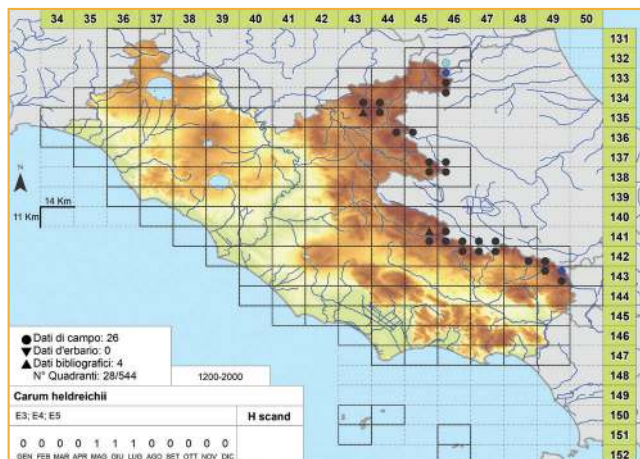 34 35 36 37 38 39 40 41 42 43 44 45 46 47 48 49 50
131
132
133
134
135
136
137
138
139
140
141
142
143
144
145
146
147
148
149
150
151
152
N
14 Km
11 Km
Dati di campo: 26
Dati d'erbario: 0
Dati bibliografici: 4
N° Quadranti: 28/544
1200-2000
Carum heldreichii
E3; E4; E5
H scand
0 0 0 0 1 1 1 0 0 0 0 0
GEN FEB MAR APR MAG GIU LUG AGO SET OTT NOV DIC